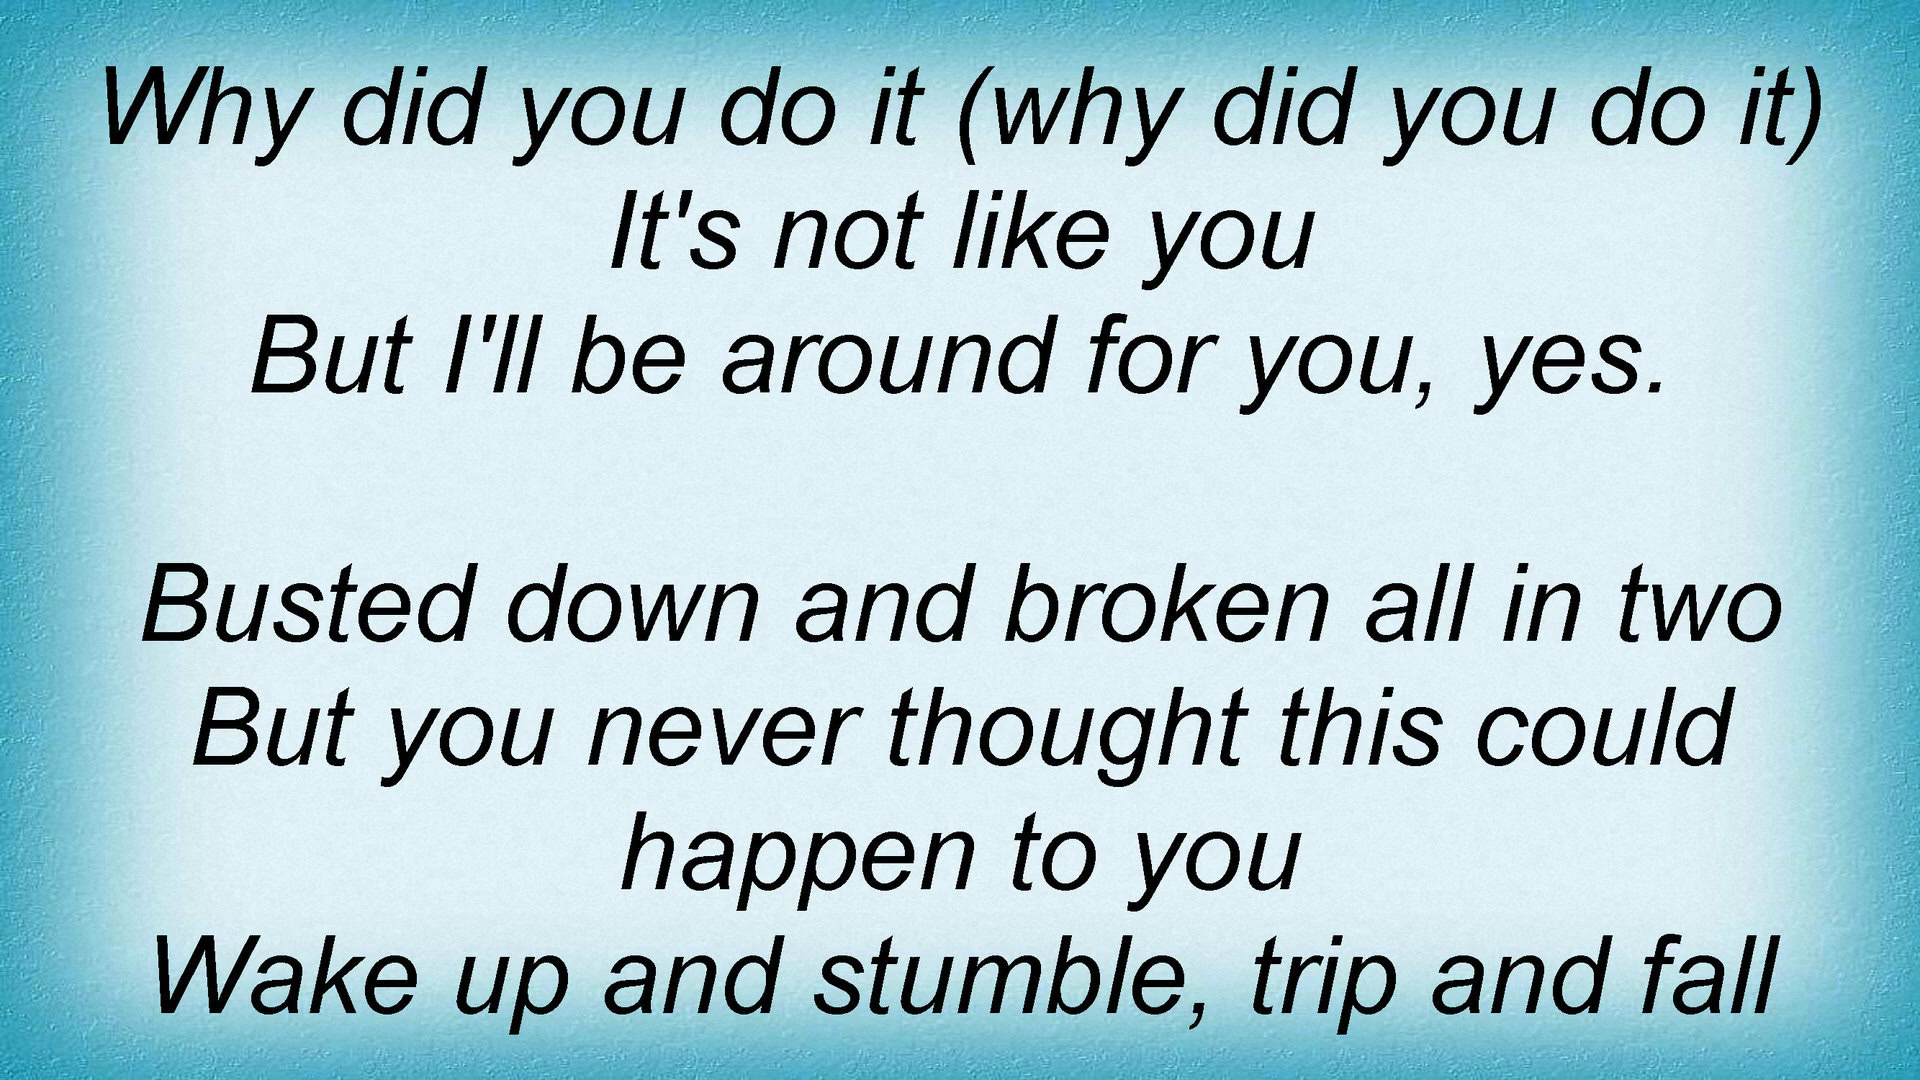 Why did you do it (why did you do it)
It's not like you
But I'll be around for you, yes.
Busted down and broken all in two
But you never thought this could
happen to you
Wake up and stumble, trip and fall